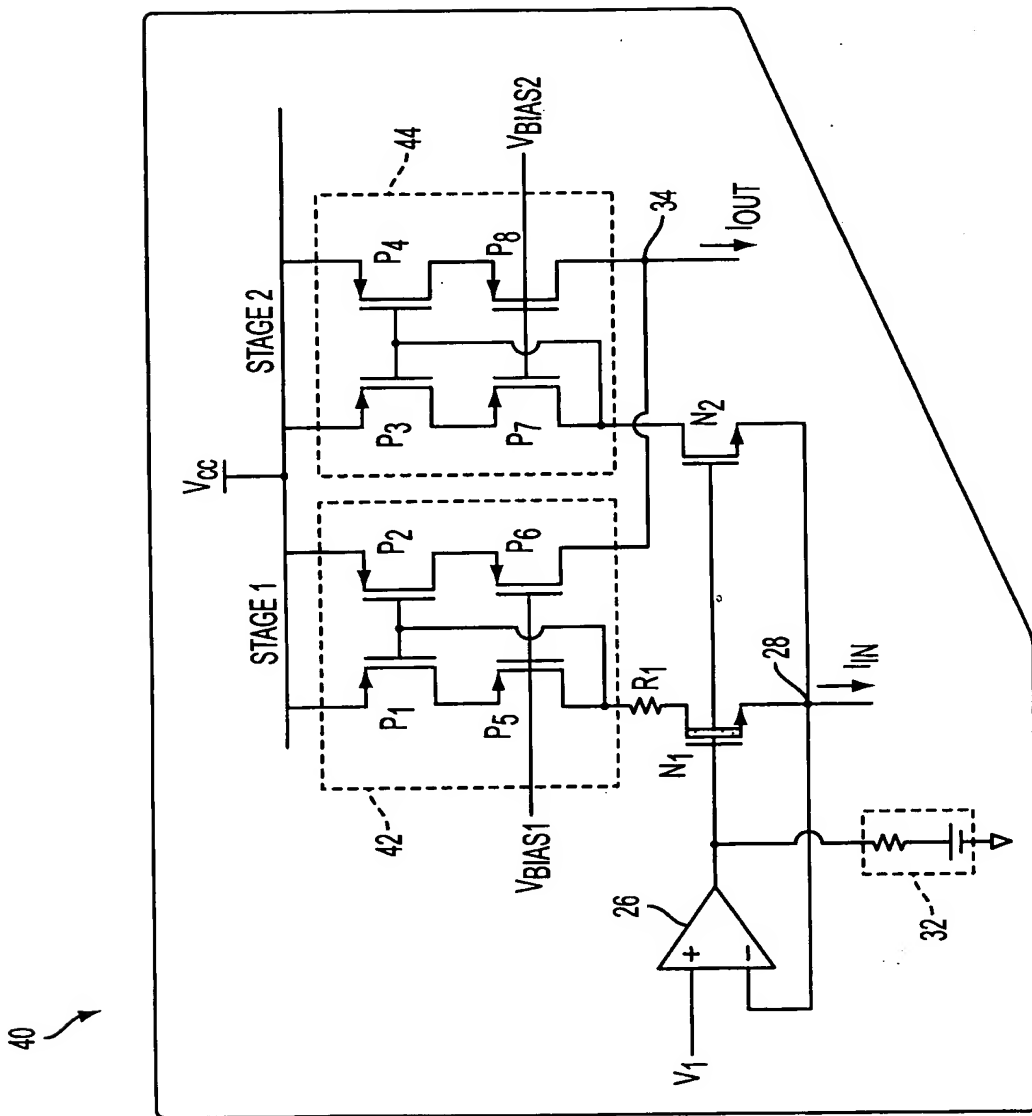 40
VCC
STAGE 1
STAGE 2
44
P1
P2
P3
P4
P5
P6
P7
P8
42
VBIAS1
VBIAS2
R1
N1
N2
34
IOUT
26
+
−
V1
28
IIN
32